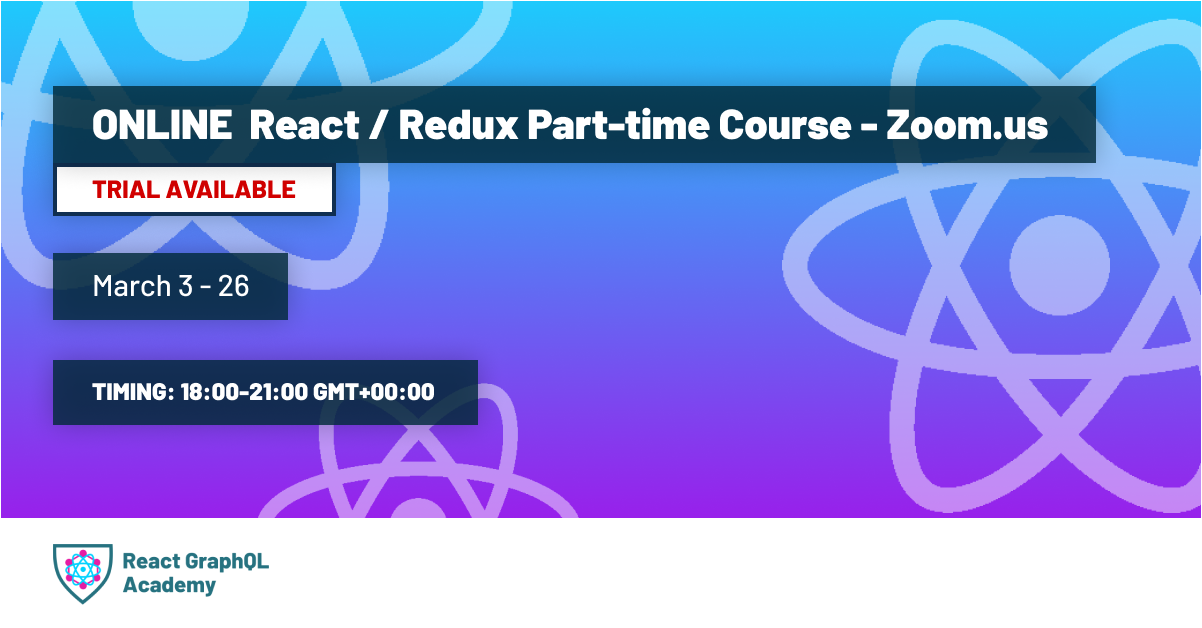 ONLINE  React / Redux Part-time Course - Zoom.us
TRIAL AVAILABLE
March 3 - 26
TIMING: 18:00-21:00 GMT+00:00
React GraphQL
Academy